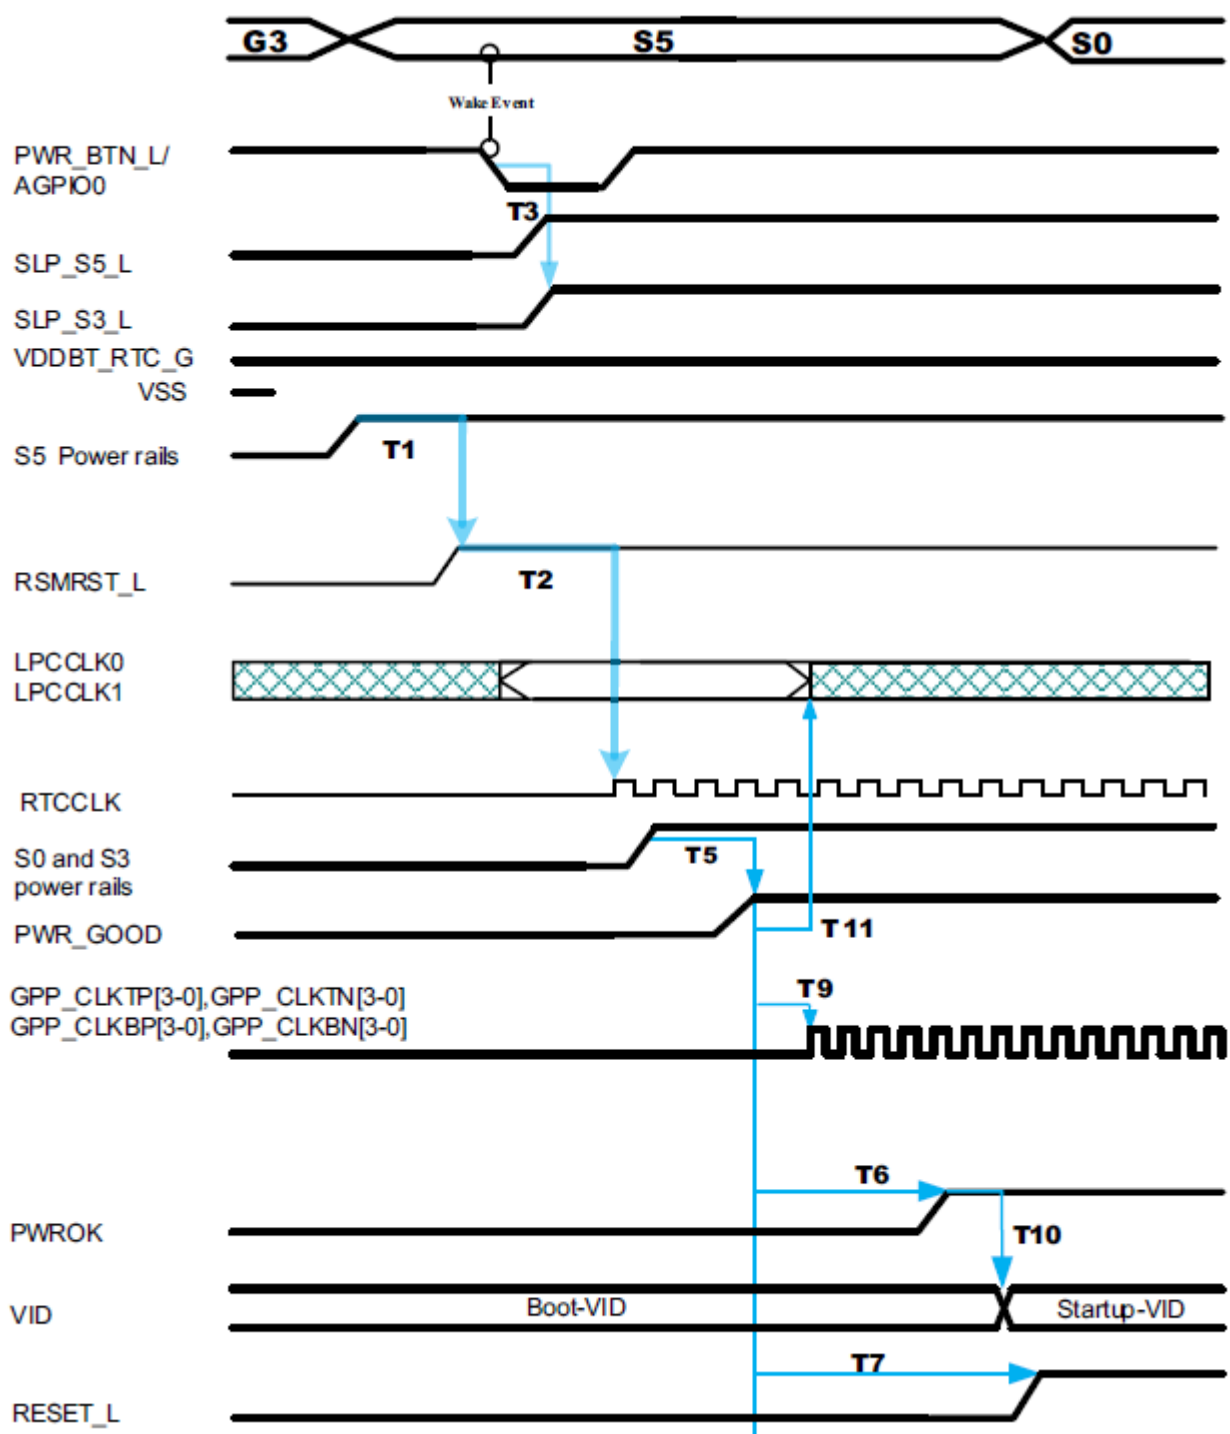 G3 S5 S0
Wake Event
PWR_BTN_L/
AGPIO0
T3
SLP_S5_L
SLP_S3_L
VDDBT_RTC_G
VSS
S5 Power rails
T1
RSMRST_L
T2
LPCCLK0
LPCCLK1
RTCCLK
S0 and S3
power rails
T5
PWR_GOOD
T11
GPP_CLKTP[3-0],GPP_CLKTN[3-0]
GPP_CLKBP[3-0],GPP_CLKBN[3-0]
T9
T6
PWROK
T10
VID
Boot-VID
Startup-VID
T7
RESET_L